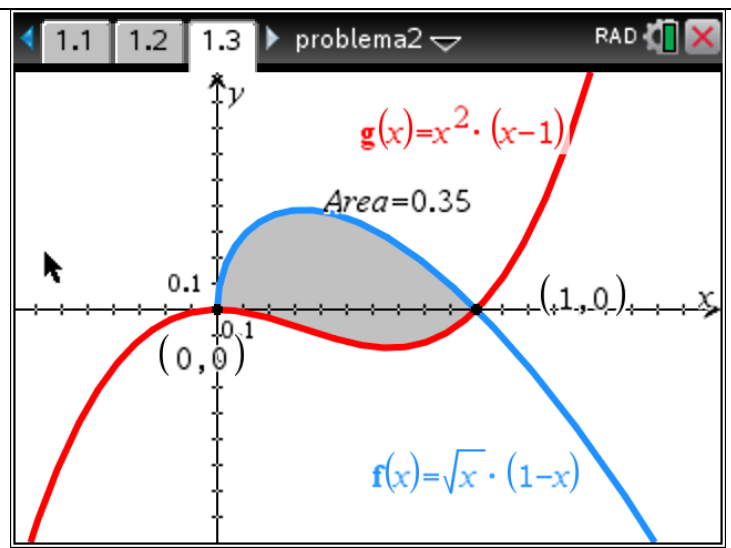 1.1 1.2 1.3 problema2 RAD
y
g(x)=x²·(x-1)
Area=0.35
0.1
(1,0) x
0.1
(0,0)
f(x)=√x·(1-x)